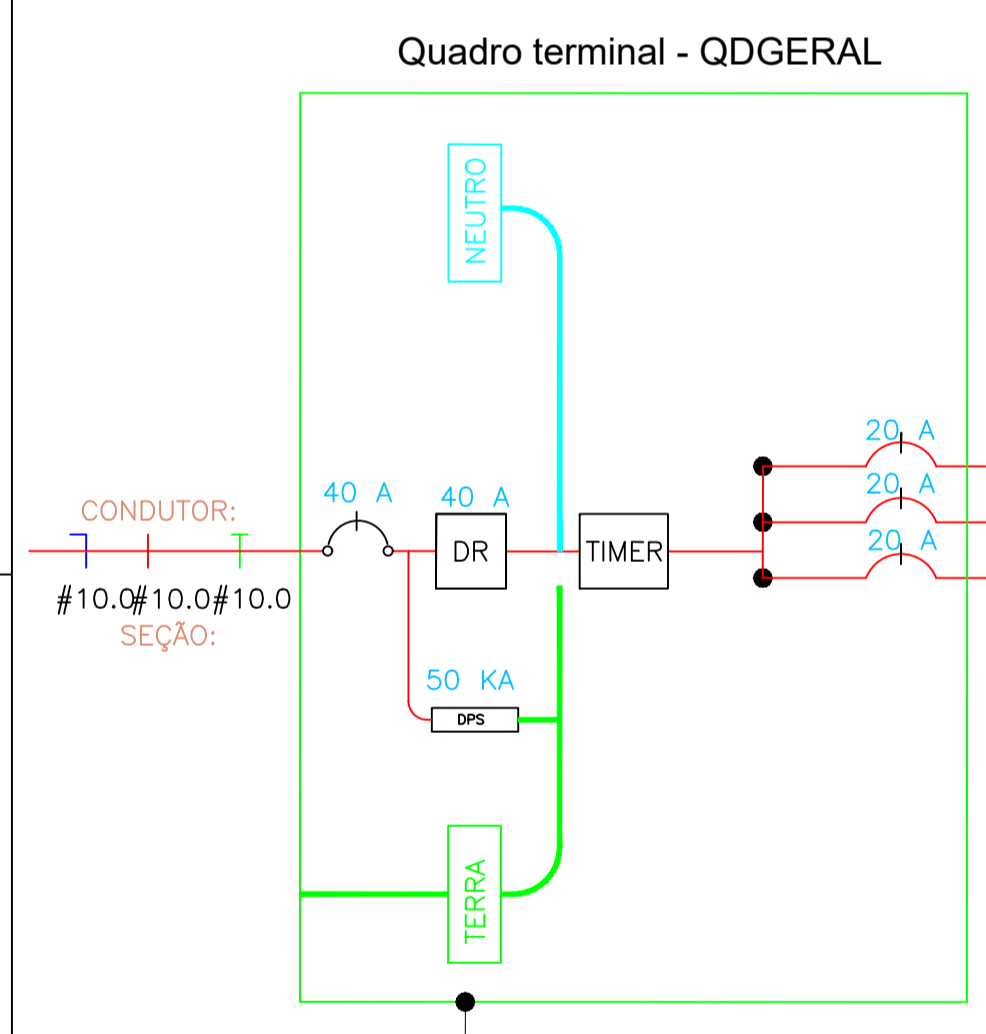 Quadro terminal - QDGERAL
NEUTRO
20 A
20 A
20 A
40 A
40 A
CONDUTOR:
DR
TIMER
#10.0#10.0#10.0
SEÇÃO:
50 KA
DPS
TERRA